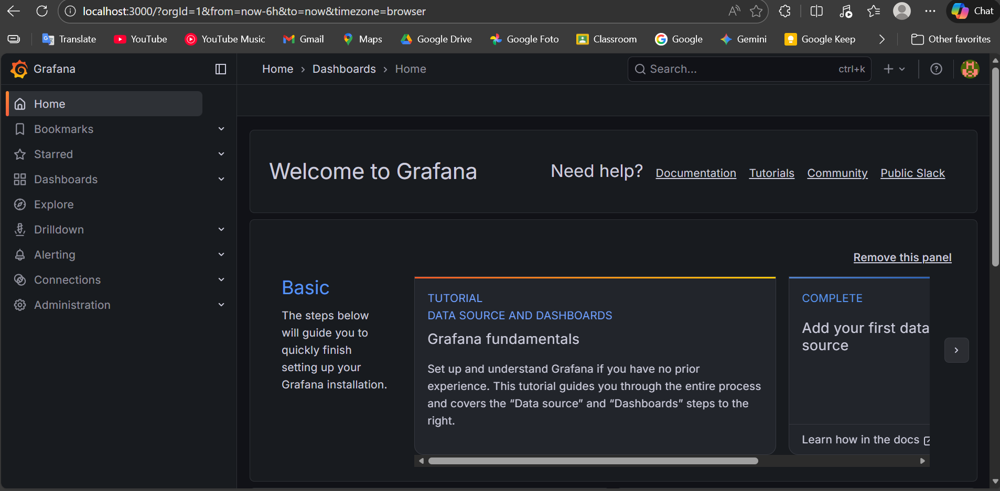 localhost:3000/?orgId=1&from=now-6h&to=now&timezone=browser
Chat
Translate
YouTube
YouTube Music
Gmail
Maps
Google Drive
Google Foto
Classroom
Google
Gemini
Google Keep
Other favorites
Grafana
Home › Dashboards › Home
Search...
ctrl+k
Home
Bookmarks
Starred
Dashboards
Explore
Drilldown
Alerting
Connections
Administration
Welcome to Grafana
Need help?
Documentation
Tutorials
Community
Public Slack
Remove this panel
Basic
The steps below
will guide you to
quickly finish
setting up your
Grafana installation.
TUTORIAL
DATA SOURCE AND DASHBOARDS
Grafana fundamentals
Set up and understand Grafana if you have no prior
experience. This tutorial guides you through the entire process
and covers the “Data source” and “Dashboards” steps to the
right.
COMPLETE
Add your first data
source
Learn how in the docs